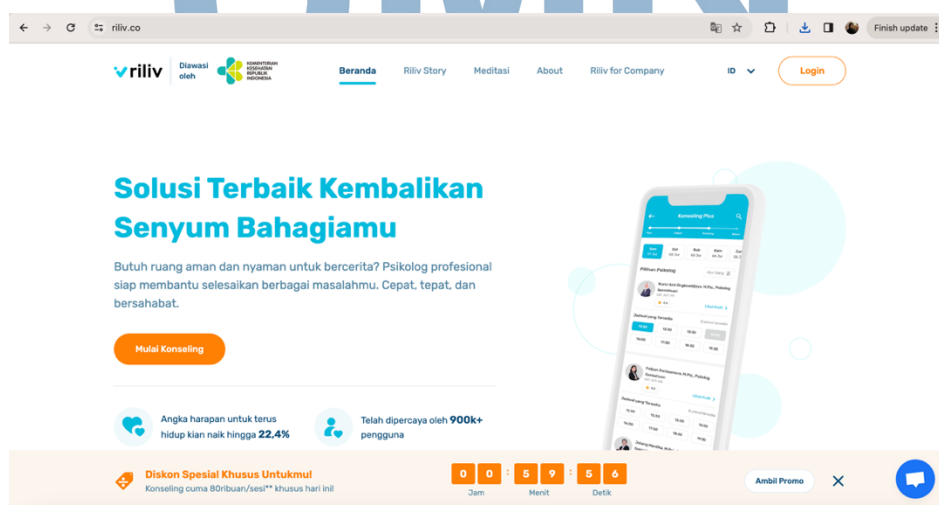 riliv.co
Finish update
riliv
Diawasi
oleh
KEMENTERIAN
KESEHATAN
REPUBLIK
INDONESIA
Beranda
Riliv Story
Meditasi
About
Riliv for Company
ID
Login
Solusi Terbaik Kembalikan
Senyum Bahagiamu
Butuh ruang aman dan nyaman untuk bercerita? Psikolog profesional
siap membantu selesaikan berbagai masalahmu. Cepat, tepat, dan
bersahabat.
Mulai Konseling
Angka harapan untuk terus
hidup kian naik hingga 22,4%
Telah dipercaya oleh 900k+
pengguna
Konseling Plus
Pilihan Psikolog
Diskon Spesial Khusus Untukmu!
Konseling cuma 80ribuan/sesi** khusus hari ini!
0 0 : 5 9 : 5 6
Jam Menit Detik
Ambil Promo